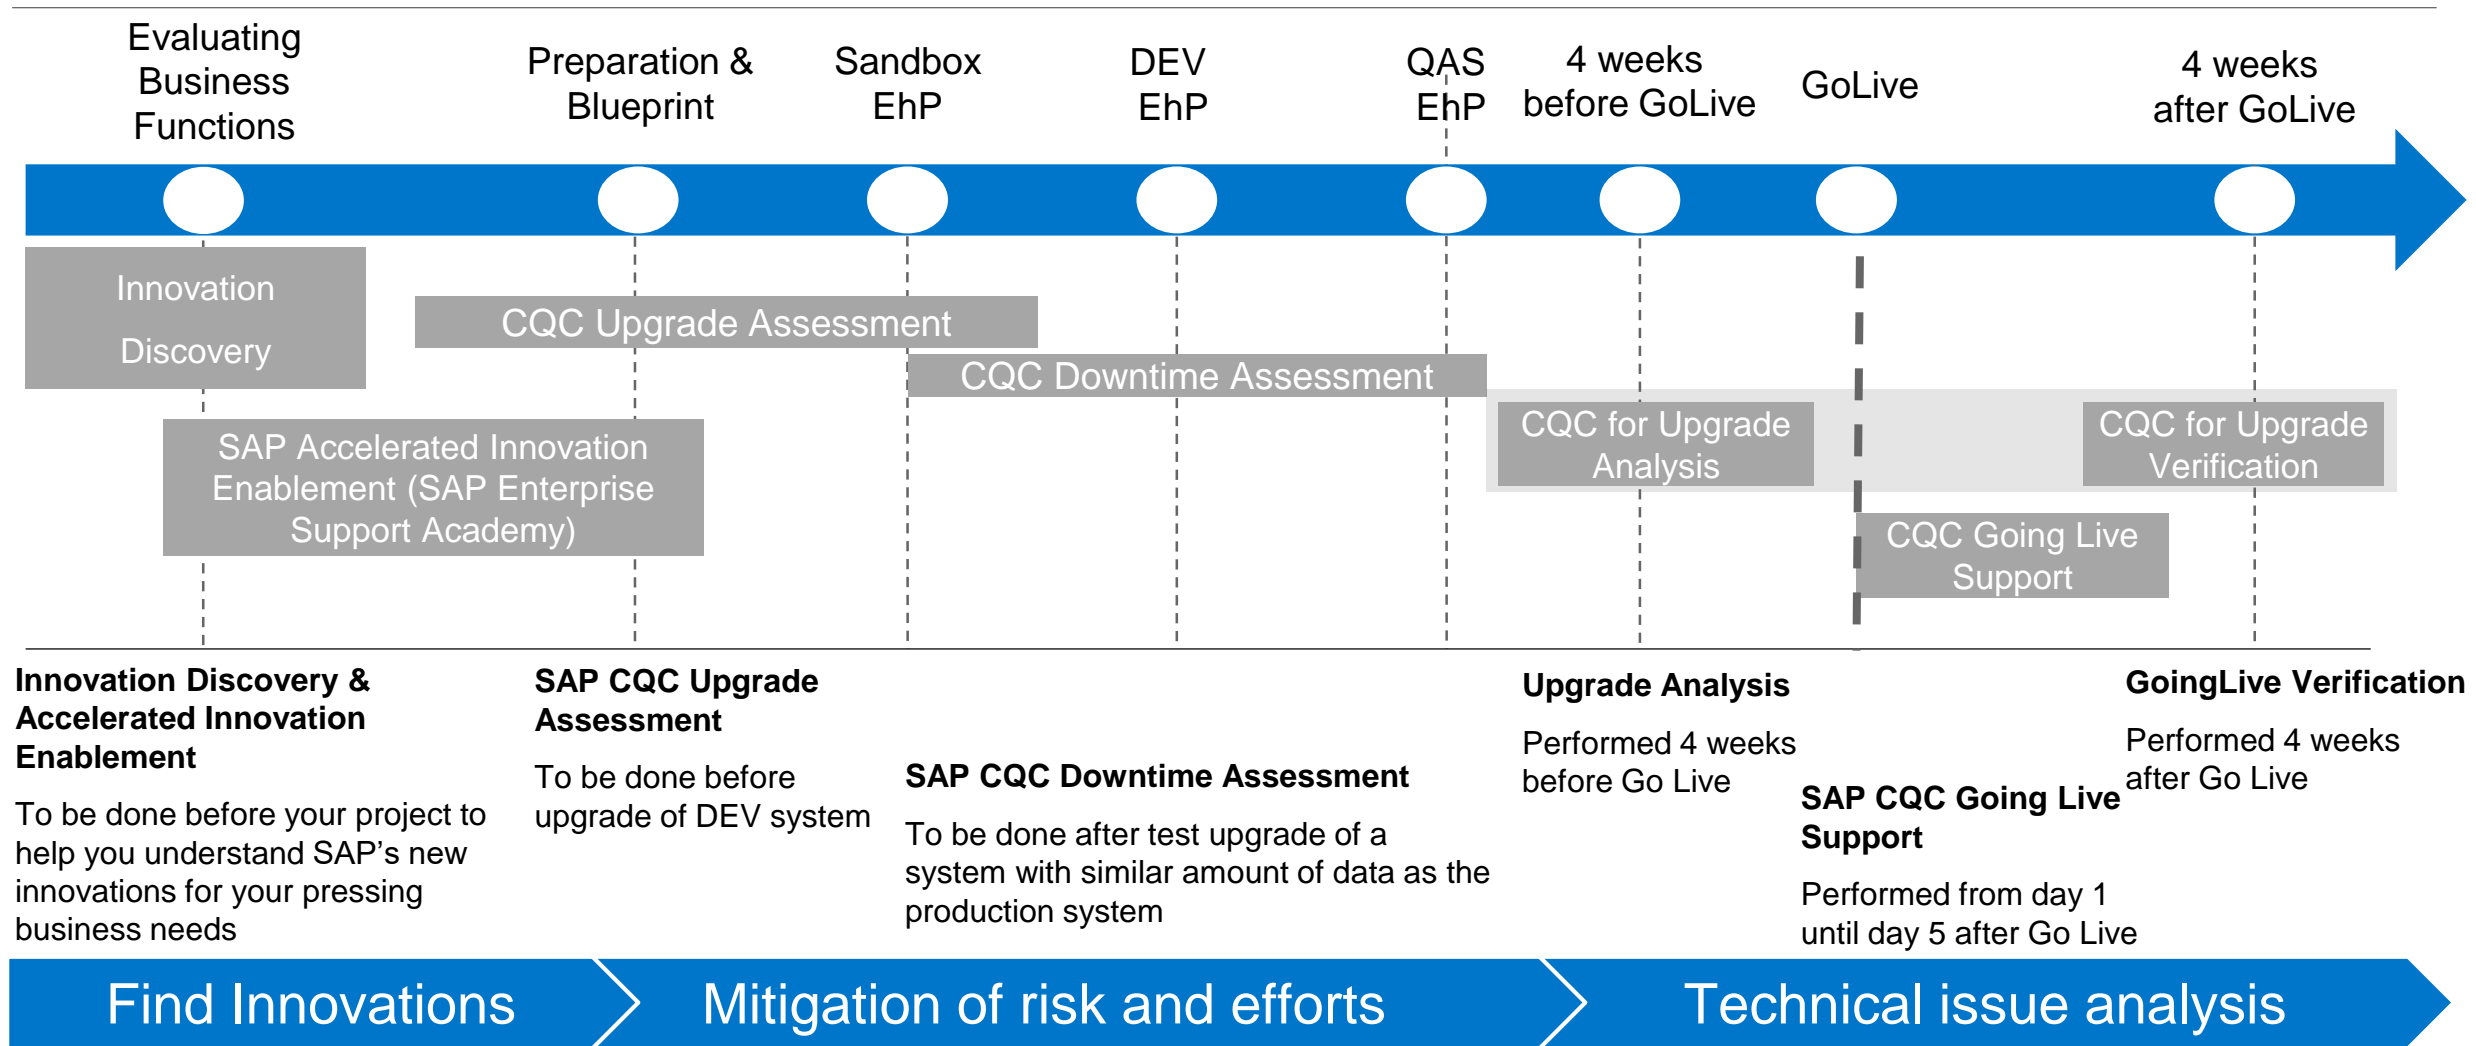 Evaluating
Business
Functions
Preparation &
Blueprint
Sandbox
EhP
DEV
EhP
QAS
EhP
4 weeks
before GoLive
GoLive
4 weeks
after GoLive
Innovation
Discovery
CQC Upgrade Assessment
CQC Downtime Assessment
SAP Accelerated Innovation
Enablement (SAP Enterprise
Support Academy)
CQC for Upgrade
Analysis
CQC for Upgrade
Verification
CQC Going Live
Support
Innovation Discovery &
Accelerated Innovation
Enablement
To be done before your project to
help you understand SAP’s new
innovations for your pressing
business needs
SAP CQC Upgrade
Assessment
To be done before
upgrade of DEV system
SAP CQC Downtime Assessment
To be done after test upgrade of a
system with similar amount of data as the
production system
Upgrade Analysis
Performed 4 weeks
before Go Live
SAP CQC Going Live
Support
Performed from day 1
until day 5 after Go Live
GoingLive Verification
Performed 4 weeks
after Go Live
Find Innovations
Mitigation of risk and efforts
Technical issue analysis